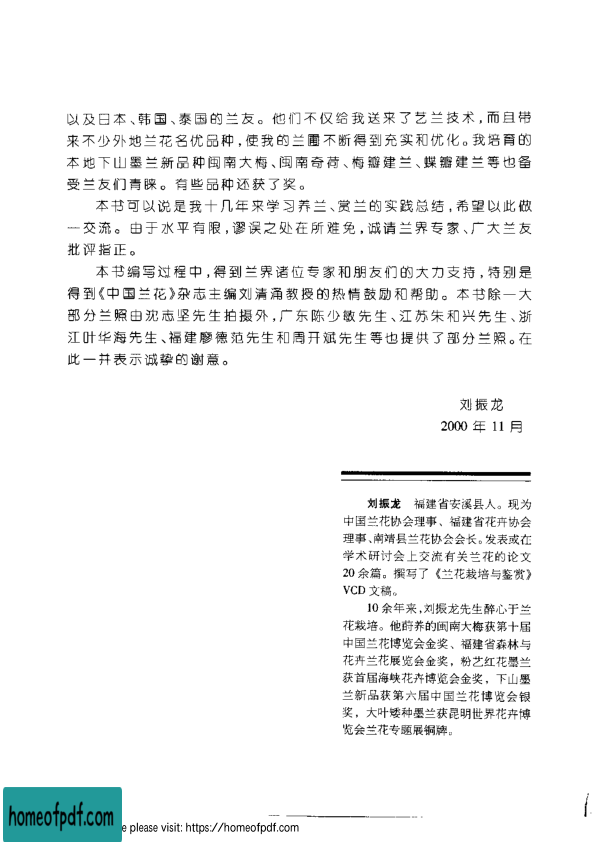 以及日本、韩国、泰国的兰友。他们不仅给我送来了艺兰技术,而且带
来不少外地兰花名优品种,使我的兰圃不断得到充实和优化。我培育的
本地下山墨兰新品种闽南大梅、闽南奇荷、梅瓣建兰、蝶瓣建兰等也备
受兰友们青睐。有些品种还获了奖。
本书可以说是我十几年来学习养兰、赏兰的实践总结,希望以此做
一交流。由于水平有限,谬误之处在所难免,诚请兰界专家、广大兰友
批评指正。
本书编写过程中,得到兰界诸位专家和朋友们的大力支持,特别是
得到《中国兰花》杂志主编刘清涌教授的热情鼓励和帮助。本书除一大
部分兰照由沈志坚先生拍摄外,广东陈少敏先生、江苏朱和兴先生、浙
江叶华海先生、福建廖德范先生和周开斌先生等也提供了部分兰照。在
此一并表示诚挚的谢意。
刘振龙
2000 年 11 月
刘振龙 福建省安溪县人。现为
中国兰花协会理事、福建省花卉协会
理事、南靖县兰花协会会长。发表或在
学术研讨会上交流有关兰花的论文
20 余篇。撰写了《兰花栽培与鉴赏》
VCD 文稿。
10 余年来,刘振龙先生醉心于兰
花栽培。他莳养的闽南大梅获第十届
中国兰花博览会金奖、福建省森林与
花卉兰花展览会金奖,粉艺红花墨兰
获首届海峡花卉博览会金奖,下山墨
兰新品获第六届中国兰花博览会银
奖,大叶矮种墨兰获昆明世界花卉博
览会兰花专题展铜牌。
homeofpdf.com
e please visit: https://homeofpdf.com